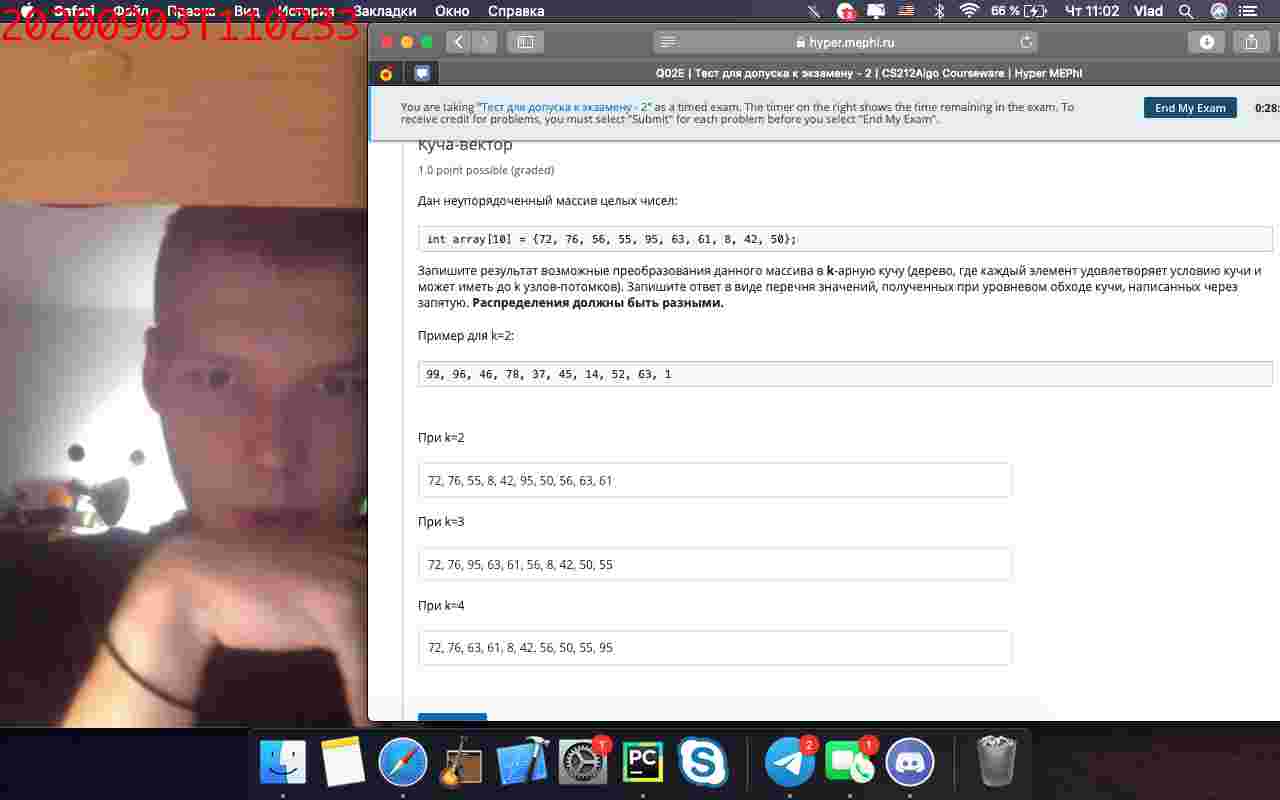 20200903T110233
Safari Файл Правка Вид История Закладки Окно Справка 66 % Чт 11:02 Vlad
hyper.mephi.ru
Q02E | Тест для допуска к экзамену - 2 | CS212Algo Courseware | Hyper MEPhI
You are taking "Тест для допуска к экзамену - 2" as a timed exam. The timer on the right shows the time remaining in the exam. To
receive credit for problems, you must select "Submit" for each problem before you select "End My Exam".
End My Exam
0:28:
Куча-вектор
1.0 point possible (graded)
Дан неупорядоченный массив целых чисел:
int array[10] = {72, 76, 56, 55, 95, 63, 61, 8, 42, 50};
Запишите результат возможные преобразования данного массива в k-арную кучу (дерево, где каждый элемент удовлетворяет условию кучи и
может иметь до k узлов-потомков). Запишите ответ в виде перечня значений, полученных при уровневом обходе кучи, написанных через
запятую. Распределения должны быть разными.
Пример для k=2:
99, 96, 46, 78, 37, 45, 14, 52, 63, 1
При k=2
72, 76, 55, 8, 42, 95, 50, 56, 63, 61
При k=3
72, 76, 95, 63, 61, 56, 8, 42, 50, 55
При k=4
72, 76, 63, 61, 8, 42, 56, 50, 55, 95
1
PC
2
1